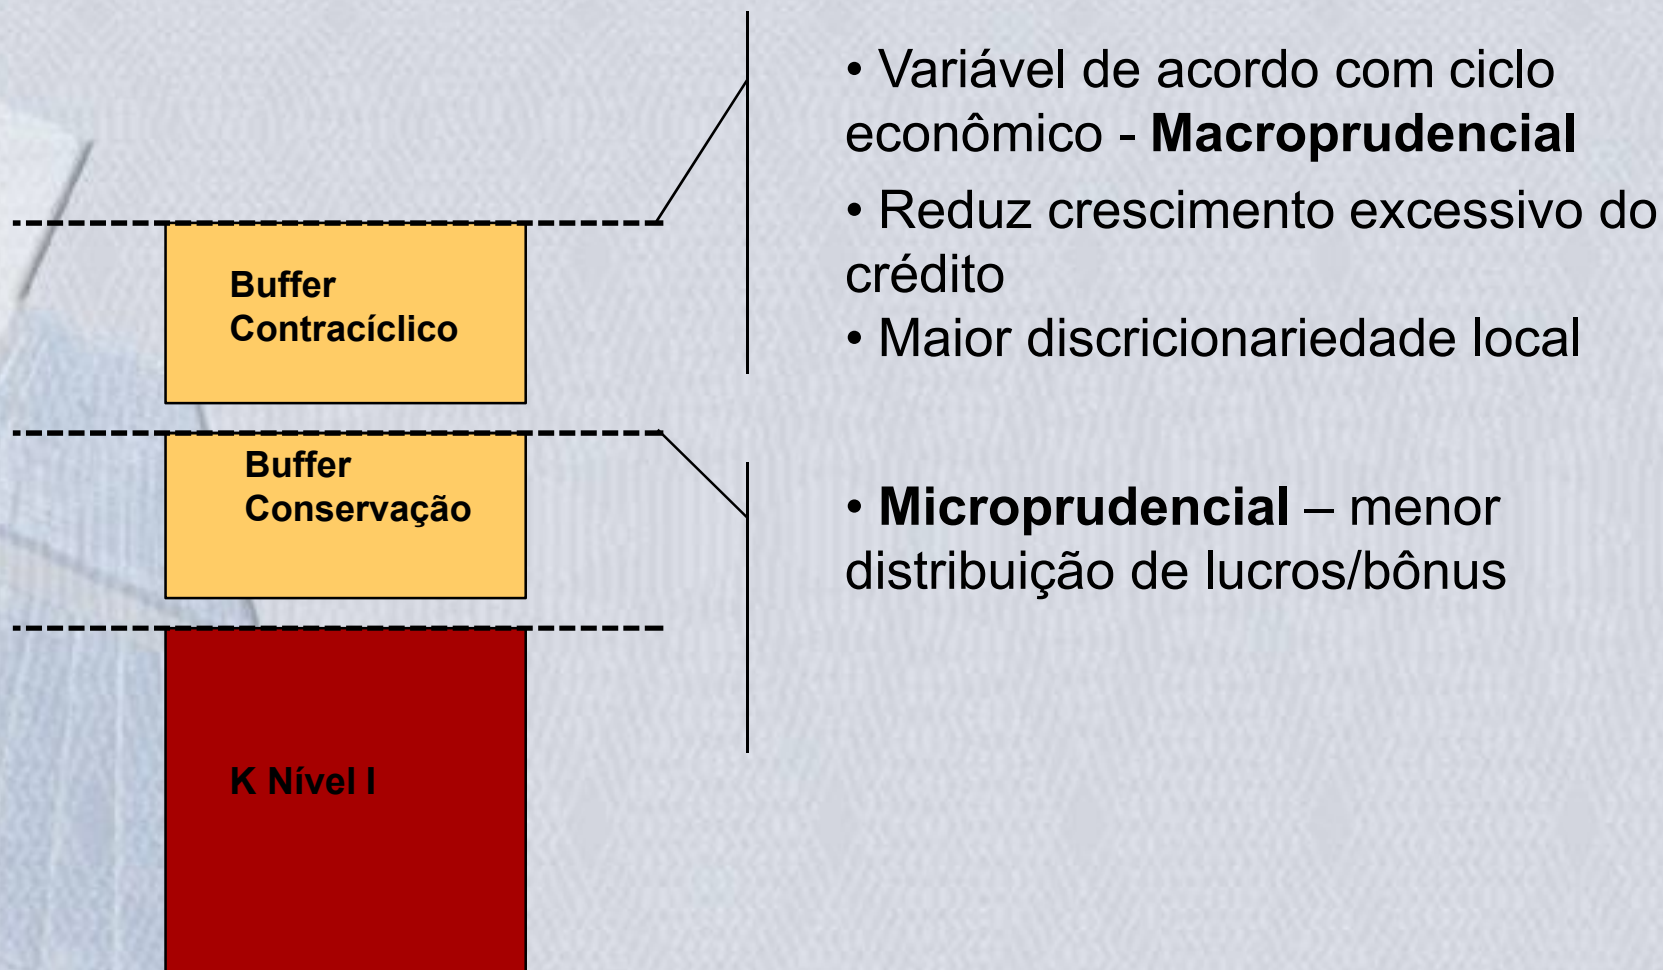 • Variável de acordo com ciclo
econômico - Macroprudencial
• Reduz crescimento excessivo do
crédito
• Maior discricionariedade local
Buffer
Contracíclico
Buffer
Conservação
• Microprudencial – menor
distribuição de lucros/bônus
K Nível I